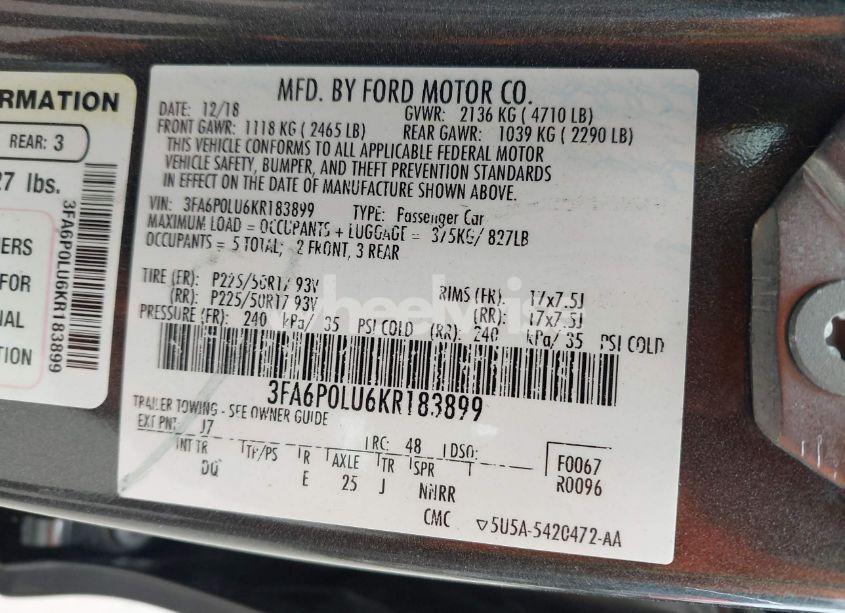 ORMATION
REAR: 3
27 lbs.
ERS
FOR
IAL
NG
3FA6P0LU6KR183899
MFD. BY FORD MOTOR CO.
DATE: 12/18 GVWR: 2136 KG ( 4710 LB)
FRONT GAWR: 1118 KG ( 2465 LB) REAR GAWR: 1039 KG ( 2290 LB)
THIS VEHICLE CONFORMS TO ALL APPLICABLE FEDERAL MOTOR
VEHICLE SAFETY, BUMPER, AND THEFT PREVENTION STANDARDS
IN EFFECT ON THE DATE OF MANUFACTURE SHOWN ABOVE.
VIN: 3FA6P0LU6KR183899 TYPE: Passenger Car
MAXIMUM LOAD = OCCUPANTS + LUGGAGE = 375KG/ 827LB
OCCUPANTS = 5 TOTAL; 2 FRONT, 3 REAR
TIRE (FR): P225/50R17 93V RIMS (FR): 17x7.5J
(RR): P225/50R17 93V (RR): 17x7.5J
PRESSURE (FR): 240 kPa/ 35 PSI COLD (RR): 240 kPa/ 35 PSI COLD
wheelwise
3FA6P0LU6KR183899
TRAILER TOWING - SEE OWNER GUIDE
EXT PNT: J7 RC: 48 DSO:
INT TR TP/PS R AXLE TR SPR
DQ E 25 J NNRR
F0067
R0096
CMC ▽5U5A-5420472-AA